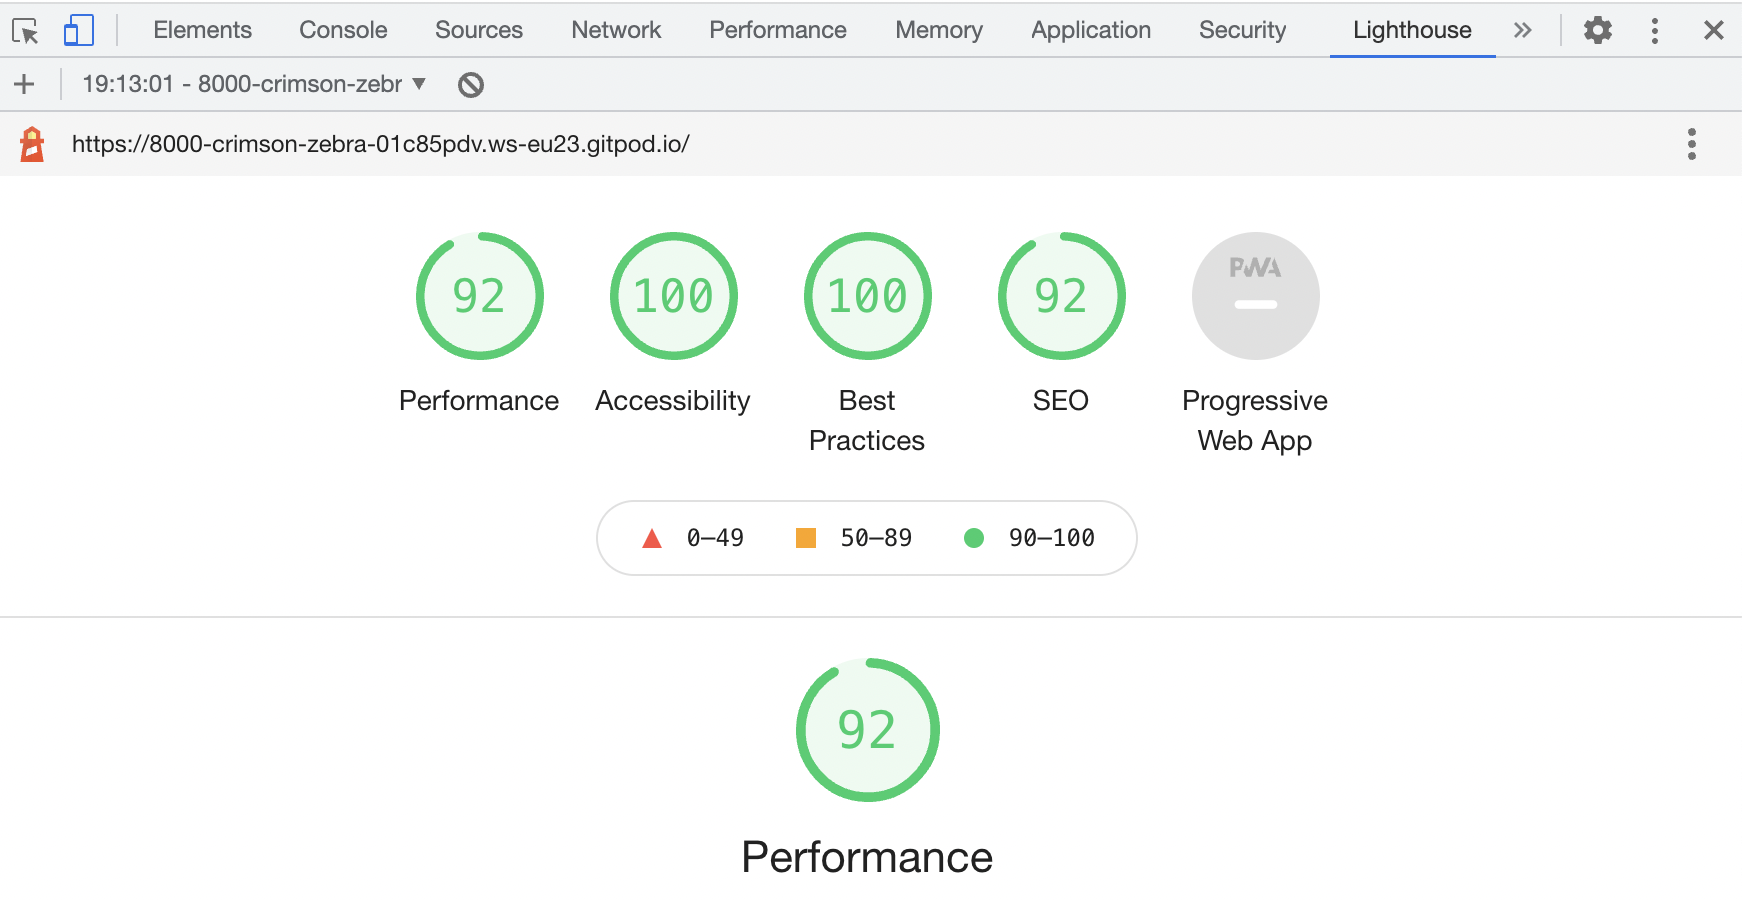 Elements Console Sources Network Performance Memory Application Security Lighthouse
19:13:01 - 8000-crimson-zebr
https://8000-crimson-zebra-01c85pdv.ws-eu23.gitpod.io/
92 100 100 92 PWA
Performance Accessibility Best Practices SEO Progressive Web App
0–49 50–89 90–100
92
Performance